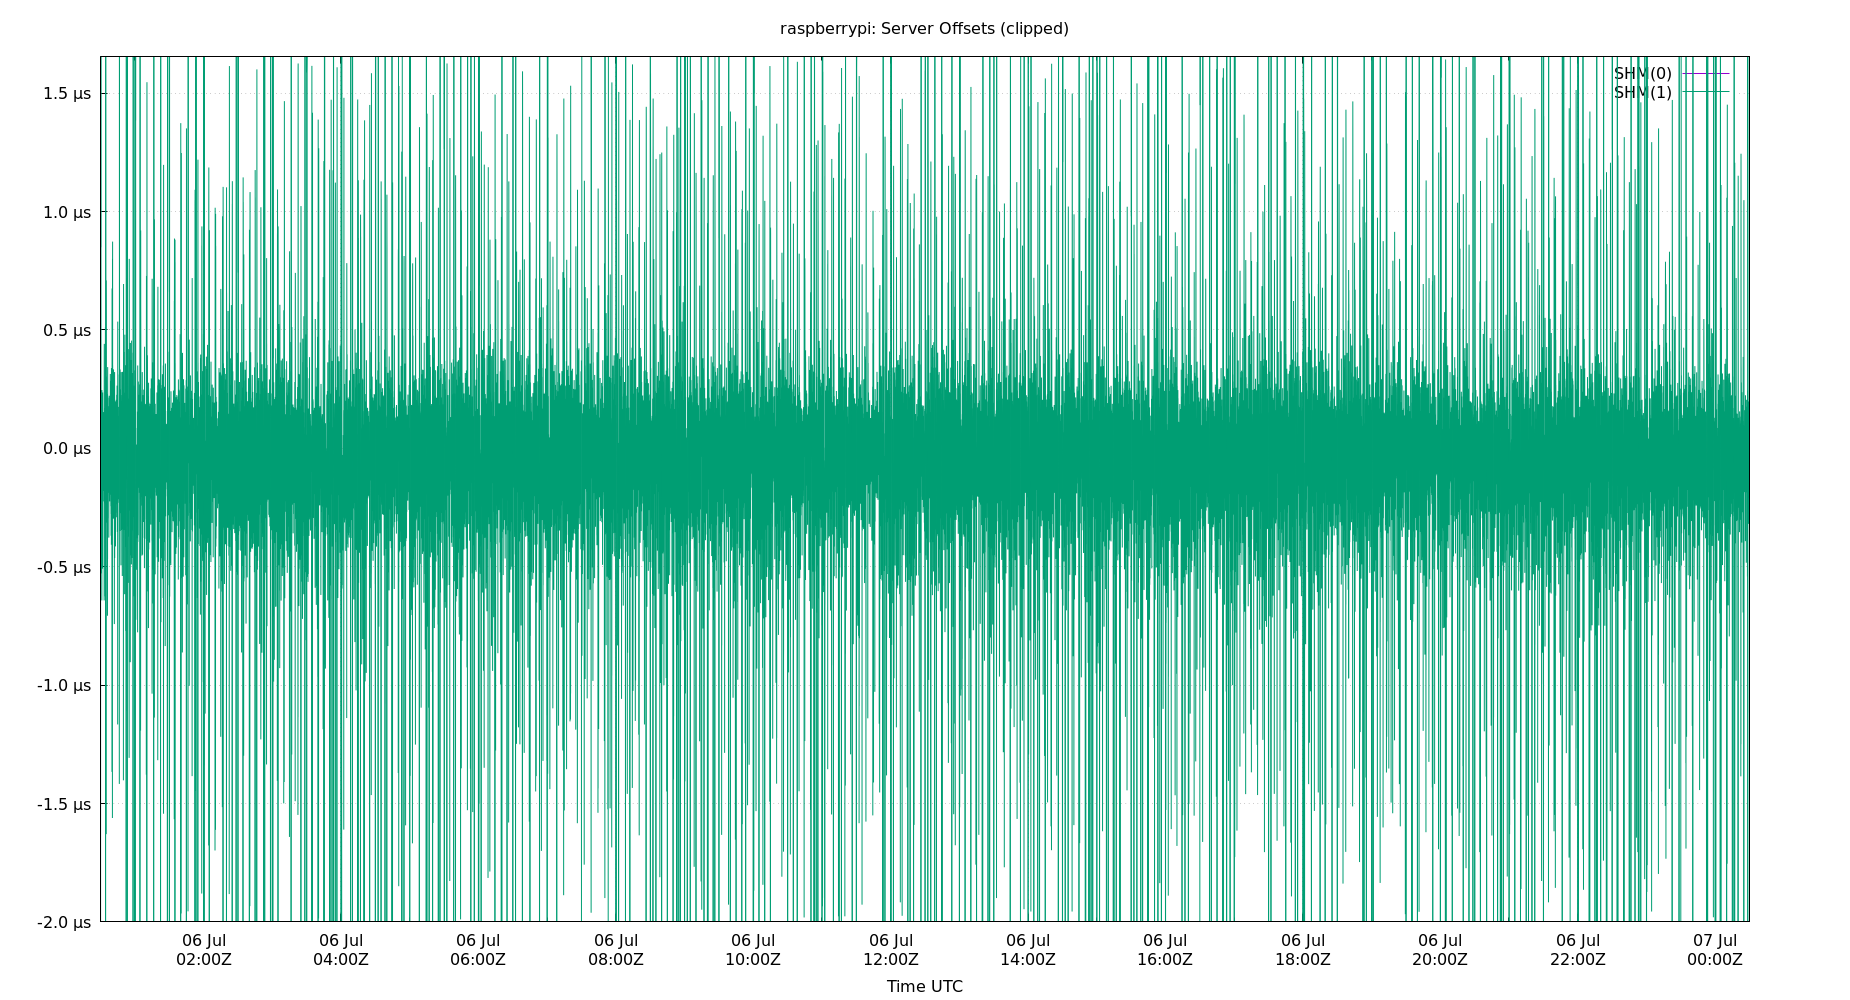 raspberrypi: Server Offsets (clipped)
SHM(0)
SHM(1)
1.5 µs
1.0 µs
0.5 µs
0.0 µs
-0.5 µs
-1.0 µs
-1.5 µs
-2.0 µs
06 Jul 06 Jul 06 Jul 06 Jul 06 Jul 06 Jul 06 Jul 06 Jul 06 Jul 06 Jul 06 Jul 07 Jul
02:00Z 04:00Z 06:00Z 08:00Z 10:00Z 12:00Z 14:00Z 16:00Z 18:00Z 20:00Z 22:00Z 00:00Z
Time UTC